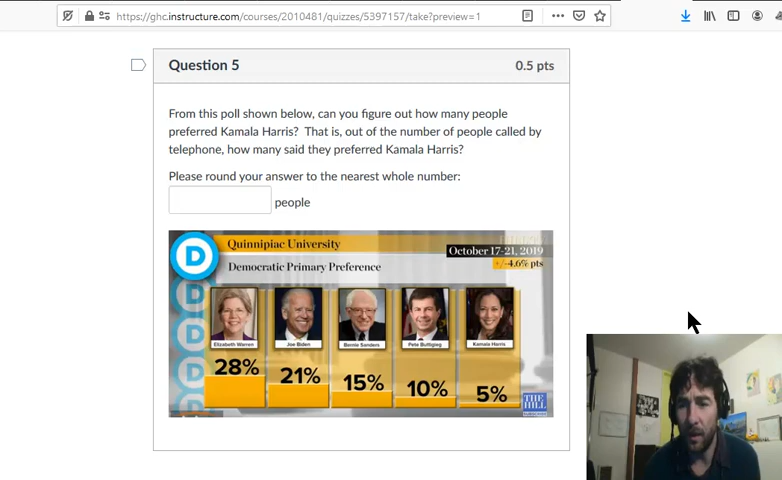 https://ghc.instructure.com/courses/2010481/quizzes/5397157/take?preview=1
Question 5
0.5 pts
From this poll shown below, can you figure out how many people
preferred Kamala Harris? That is, out of the number of people called by
telephone, how many said they preferred Kamala Harris?
Please round your answer to the nearest whole number:
people
D
Quinnipiac University
October 17-21, 2019
Democratic Primary Preference
+/-4.6% pts
Elizabeth Warren
Joe Biden
Bernie Sanders
Pete Buttigieg
Kamala Harris
28%
21%
15%
10%
5%
THE
HILL